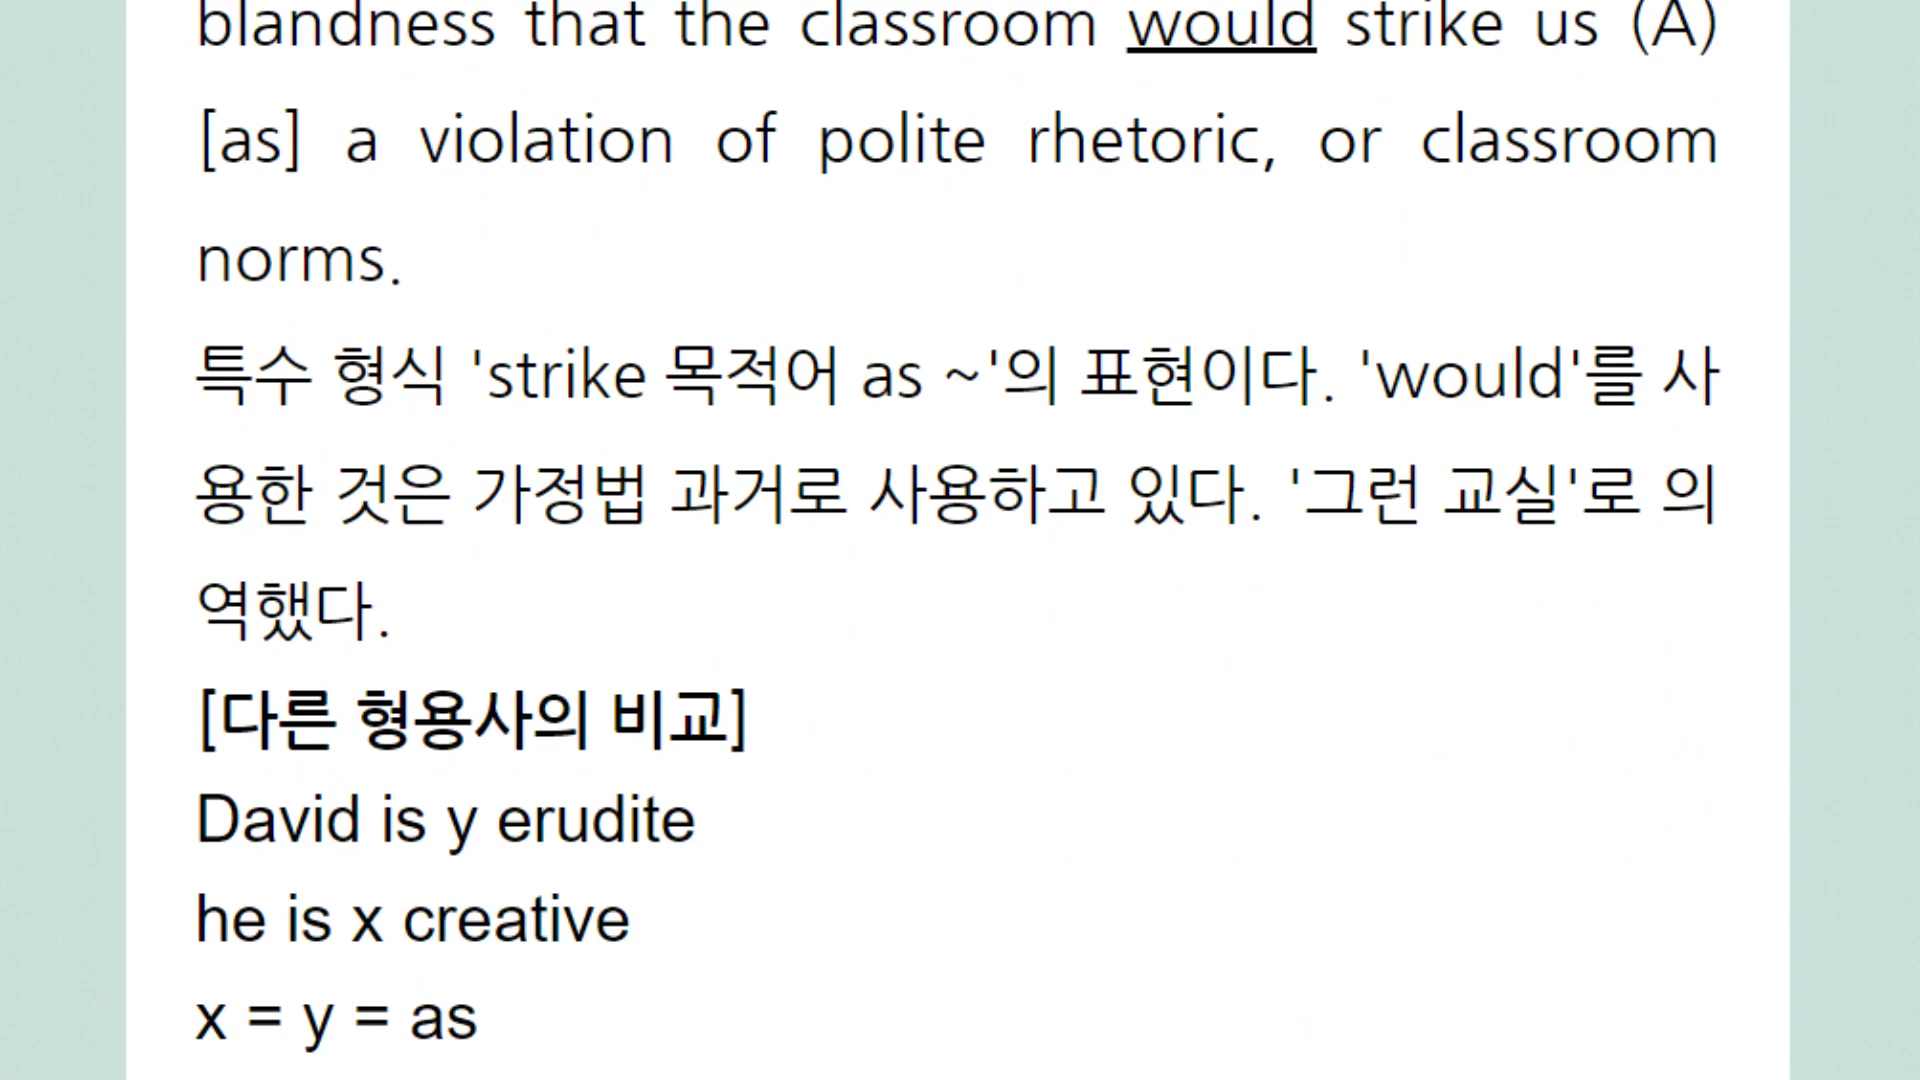 blandness that the classroom would strike us (A)
[as] a violation of polite rhetoric, or classroom
norms.
특수 형식 'strike 목적어 as ~'의 표현이다. 'would'를 사
용한 것은 가정법 과거로 사용하고 있다. '그런 교실'로 의
역했다.
[다른 형용사의 비교]
David is y erudite
he is x creative
x = y = as